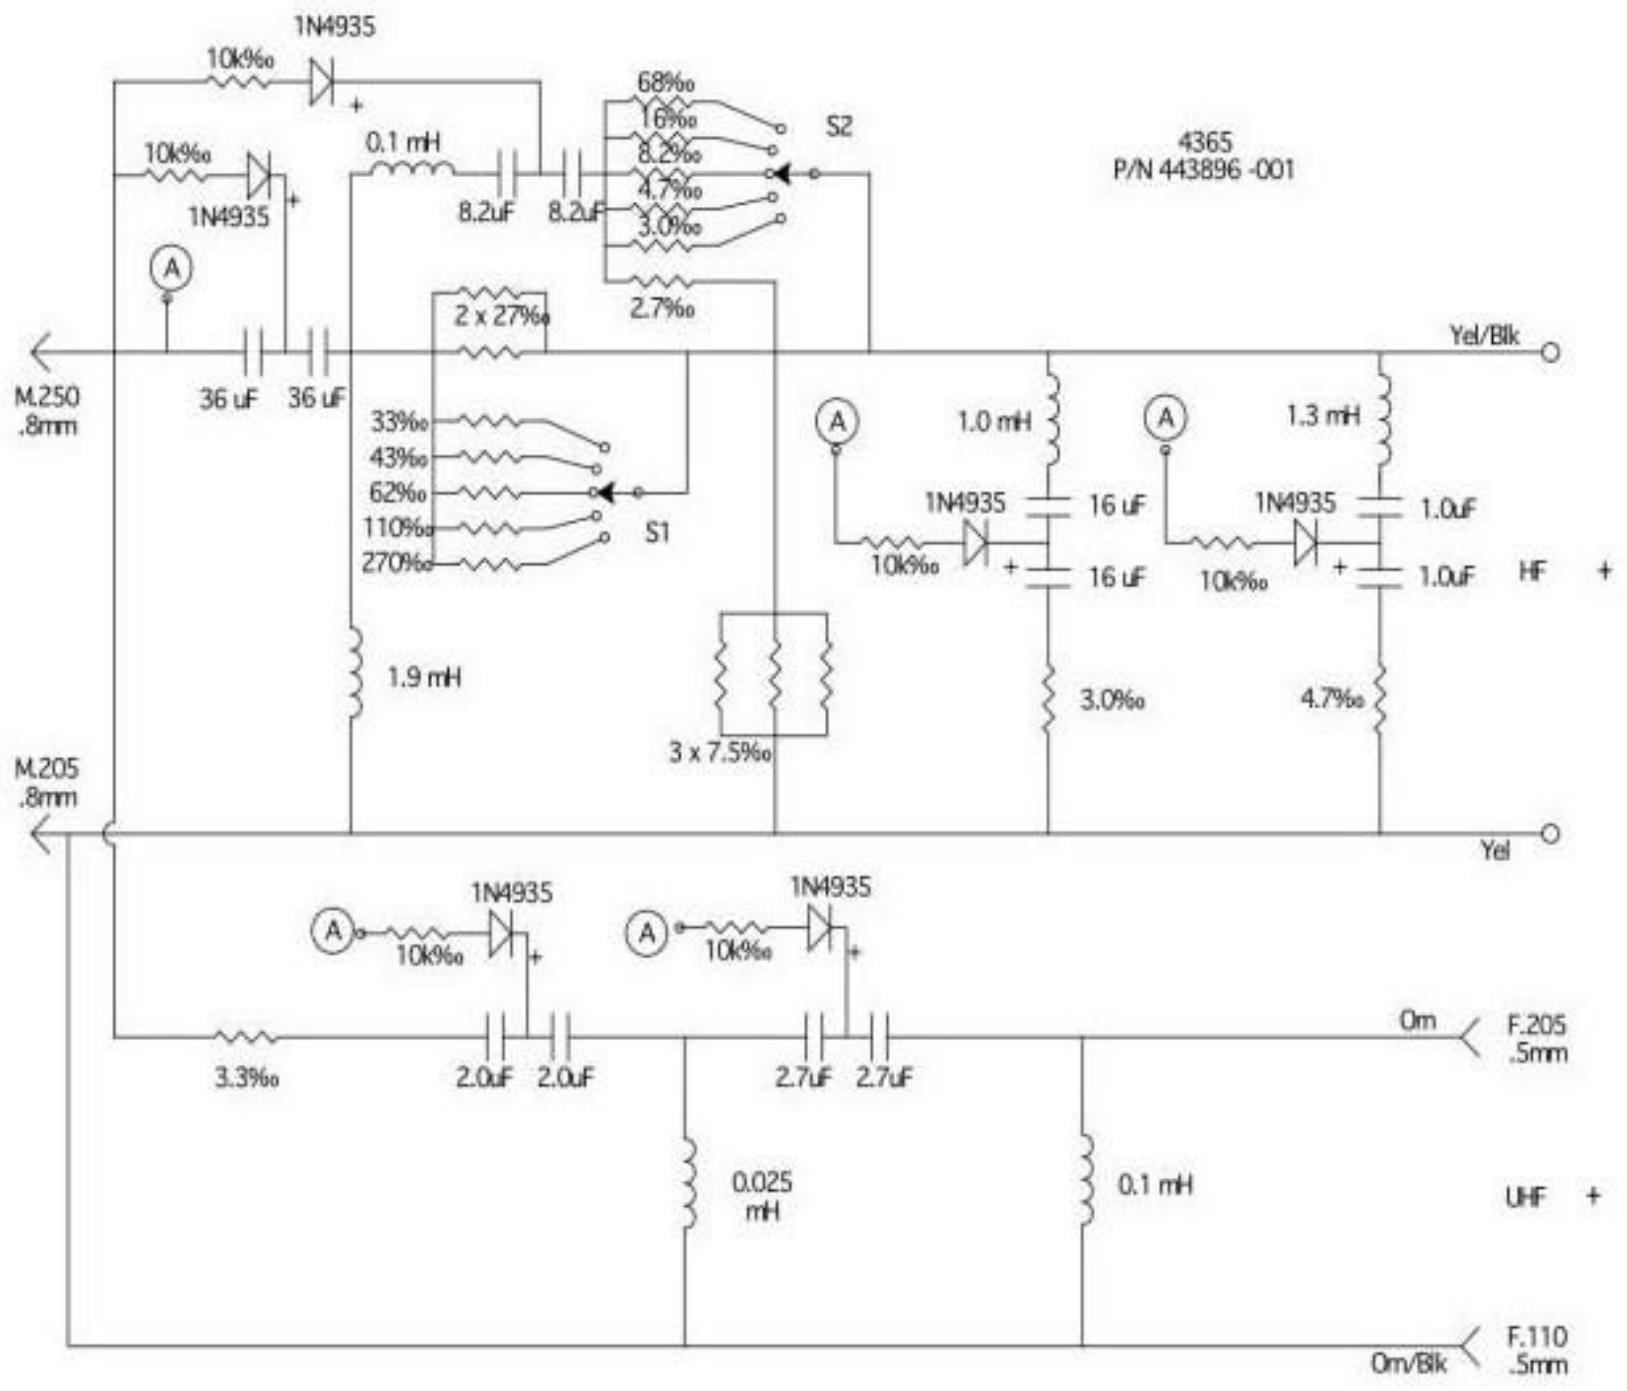 1N4935
10k‰
+
68‰
0.1 mH
16‰
S2
4365
10k‰
8.2‰
P/N 443896 -001
4.7‰
+
1N4935
8.2uF
8.2uF
3.0‰
A
2 x 27‰
2.7‰
Yel/Blk
M.250
.8mm
36 uF
36 uF
33‰
43‰
62‰
110‰
270‰
S1
A
1.0 mH
A
1.3 mH
1N4935
16 uF
1N4935
1.0uF
10k‰
+
16 uF
10k‰
+
1.0uF
HF +
1.9 mH
3.0‰
4.7‰
3 x 7.5‰
M.205
.8mm
Yel
1N4935
1N4935
A
10k‰
+
A
10k‰
+
Orn
F.205
.5mm
3.3‰
2.0uF
2.0uF
2.7uF
2.7uF
0.025
mH
0.1 mH
UHF +
F.110
.5mm
Orn/Blk